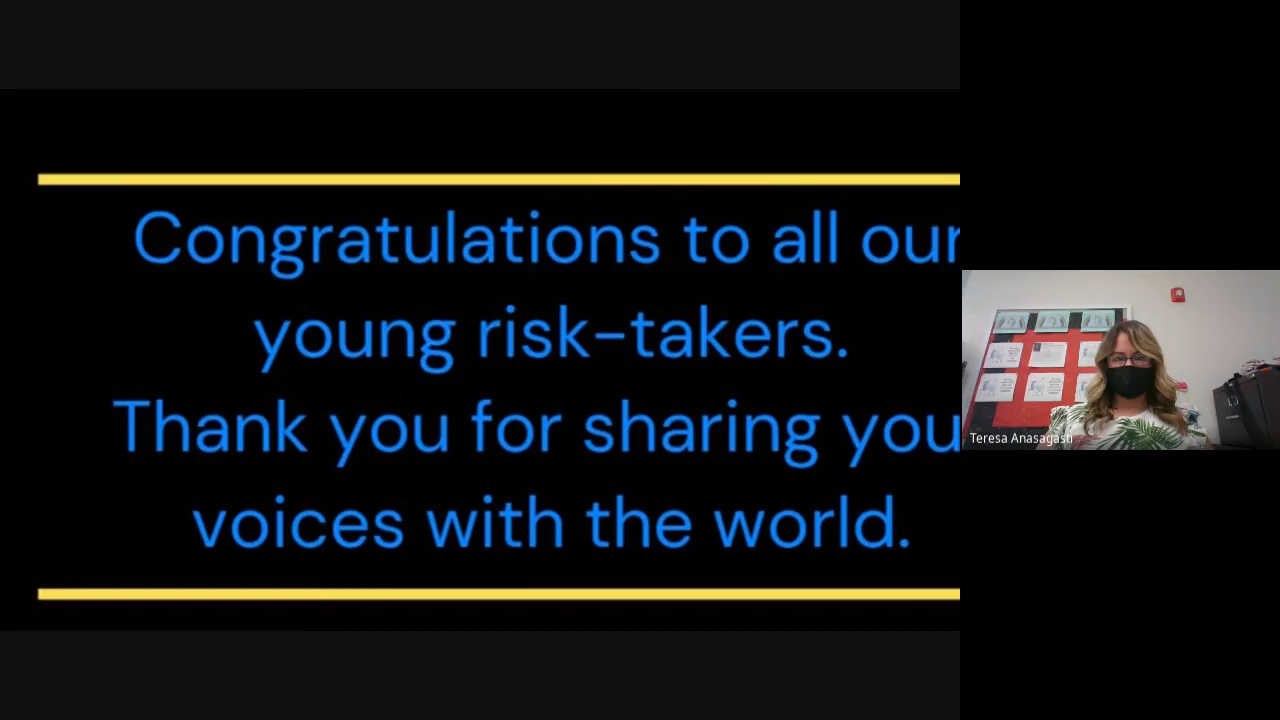 Congratulations to all our
young risk-takers.
Thank you for sharing you
voices with the world.
Teresa Anasagasti